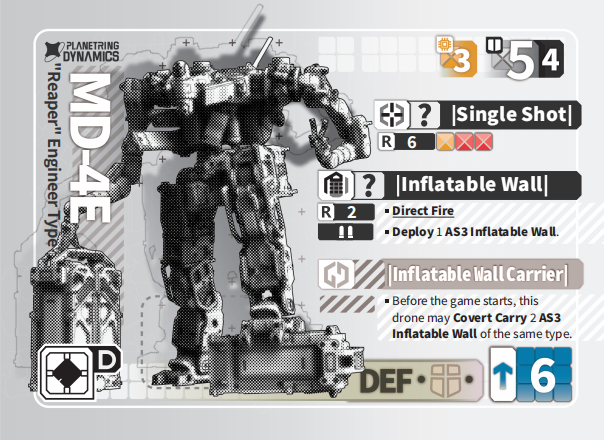 PLANETRING
DYNAMICS
MD-4E
"Reaper" Engineer Type
3
5 4
? |Single Shot|
R 6
? |Inflatable Wall|
R 2
Direct Fire
Deploy 1 AS3 Inflatable Wall.
|Inflatable Wall Carrier|
Before the game starts, this
drone may Covert Carry 2 AS3
Inflatable Wall of the same type.
D
DEF
6